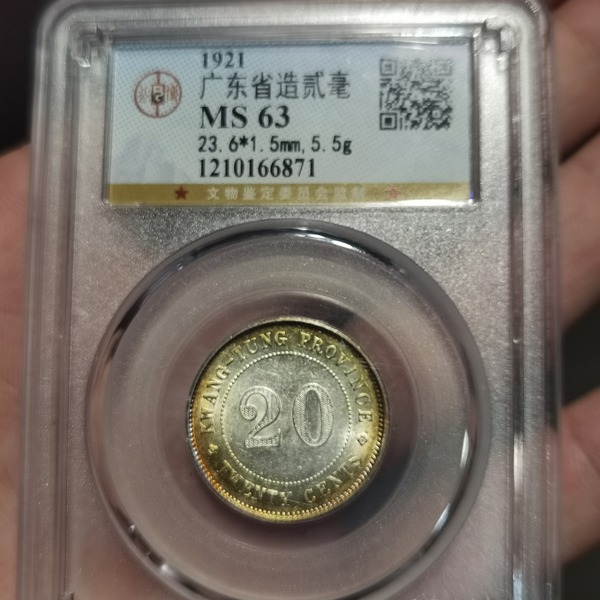 1921
广东省造贰毫
MS 63
23.6*1.5mm,5.5g
1210166871
文物鉴定委员会监制
KWANG-TUNG PROVINCE
20
TWENTY CENTS